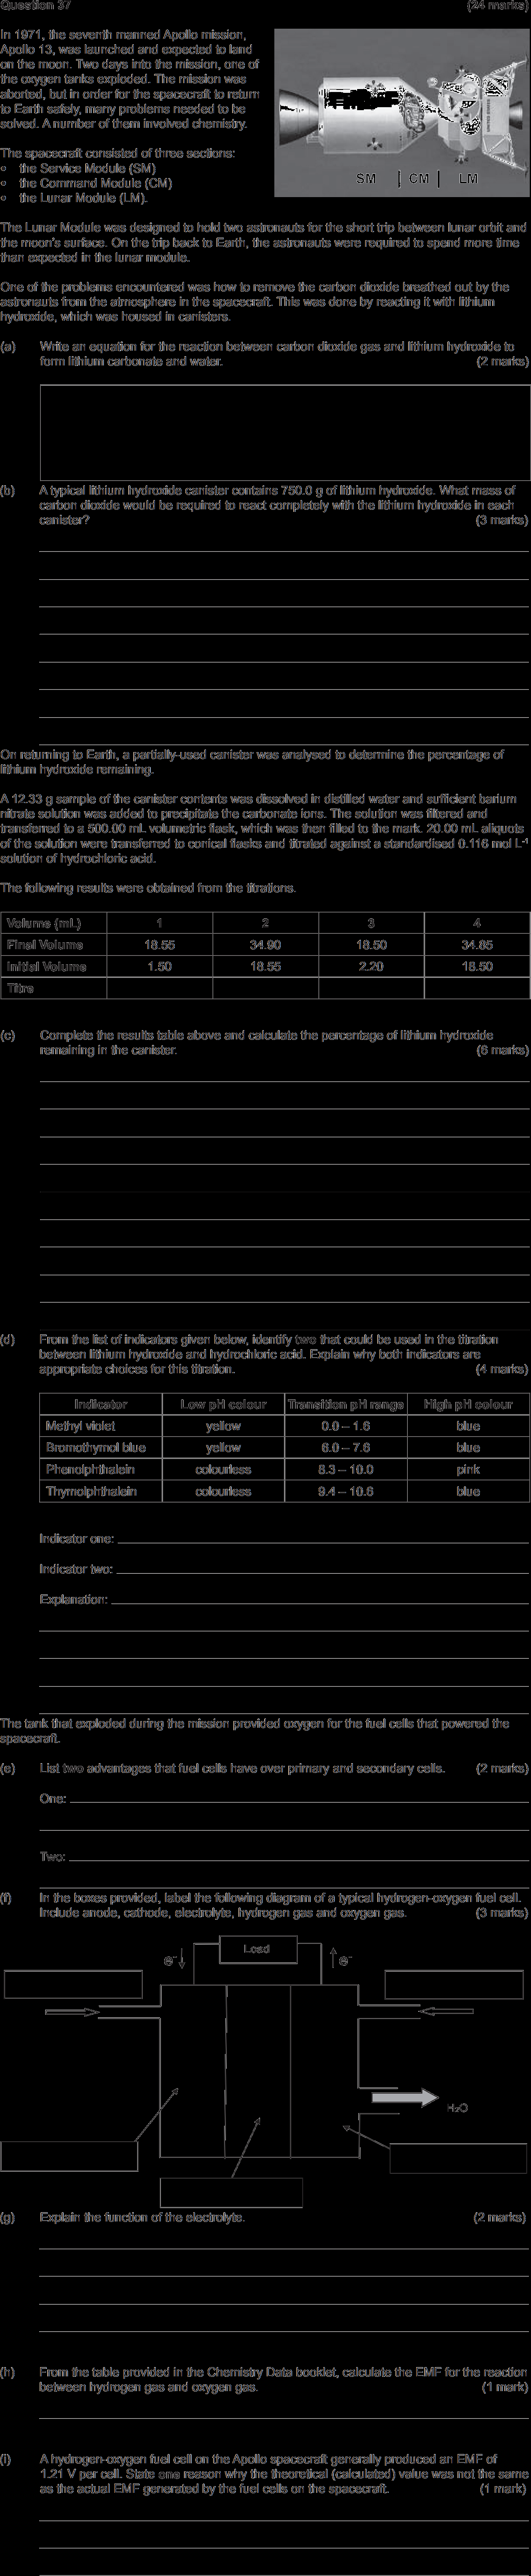 Question 37 (24 marks)
In 1971, the seventh manned Apollo mission,
Apollo 13, was launched and expected to land
on the moon. Two days into the mission, one of
the oxygen tanks exploded. The mission was
aborted, but in order for the spacecraft to return
to Earth safely, many problems needed to be
solved. A number of them involved chemistry.
The spacecraft consisted of three sections:
• the Service Module (SM)
• the Command Module (CM)
• the Lunar Module (LM).
SM CM LM
The Lunar Module was designed to hold two astronauts for the short trip between lunar orbit and
the moon's surface. On the trip back to Earth, the astronauts were required to spend more time
than expected in the lunar module.
One of the problems encountered was how to remove the carbon dioxide breathed out by the
astronauts from the atmosphere in the spacecraft. This was done by reacting it with lithium
hydroxide, which was housed in canisters.
(a) Write an equation for the reaction between carbon dioxide gas and lithium hydroxide to
form lithium carbonate and water. (2 marks)
(b) A typical lithium hydroxide canister contains 750.0 g of lithium hydroxide. What mass of
carbon dioxide would be required to react completely with the lithium hydroxide in each
canister? (3 marks)
On returning to Earth, a partially-used canister was analysed to determine the percentage of
lithium hydroxide remaining.
A 12.33 g sample of the canister contents was dissolved in distilled water and sufficient barium
nitrate solution was added to precipitate the carbonate ions. The solution was filtered and
transferred to a 500.00 mL volumetric flask, which was then filled to the mark. 20.00 mL aliquots
of the solution were transferred to conical flasks and titrated against a standardised 0.116 mol L⁻¹
solution of hydrochloric acid.
The following results were obtained from the titrations.
Volume (mL) 1 2 3 4
Final Volume 18.55 34.90 18.50 34.85
Initial Volume 1.50 18.55 2.20 18.50
Titre
(c) Complete the results table above and calculate the percentage of lithium hydroxide
remaining in the canister. (6 marks)
(d) From the list of indicators given below, identify two that could be used in the titration
between lithium hydroxide and hydrochloric acid. Explain why both indicators are
appropriate choices for this titration. (4 marks)
Indicator Low pH colour Transition pH range High pH colour
Methyl violet yellow 0.0 – 1.6 blue
Bromothymol blue yellow 6.0 – 7.6 blue
Phenolphthalein colourless 8.3 – 10.0 pink
Thymolphthalein colourless 9.4 – 10.6 blue
Indicator one:
Indicator two:
Explanation:
The tank that exploded during the mission provided oxygen for the fuel cells that powered the
spacecraft.
(e) List two advantages that fuel cells have over primary and secondary cells. (2 marks)
One:
Two:
(f) In the boxes provided, label the following diagram of a typical hydrogen-oxygen fuel cell.
Include anode, cathode, electrolyte, hydrogen gas and oxygen gas. (3 marks)
Load
e⁻ e⁻
H₂O
(g) Explain the function of the electrolyte. (2 marks)
(h) From the table provided in the Chemistry Data booklet, calculate the EMF for the reaction
between hydrogen gas and oxygen gas. (1 mark)
(i) A hydrogen-oxygen fuel cell on the Apollo spacecraft generally produced an EMF of
1.21 V per cell. State one reason why the theoretical (calculated) value was not the same
as the actual EMF generated by the fuel cells on the spacecraft. (1 mark)